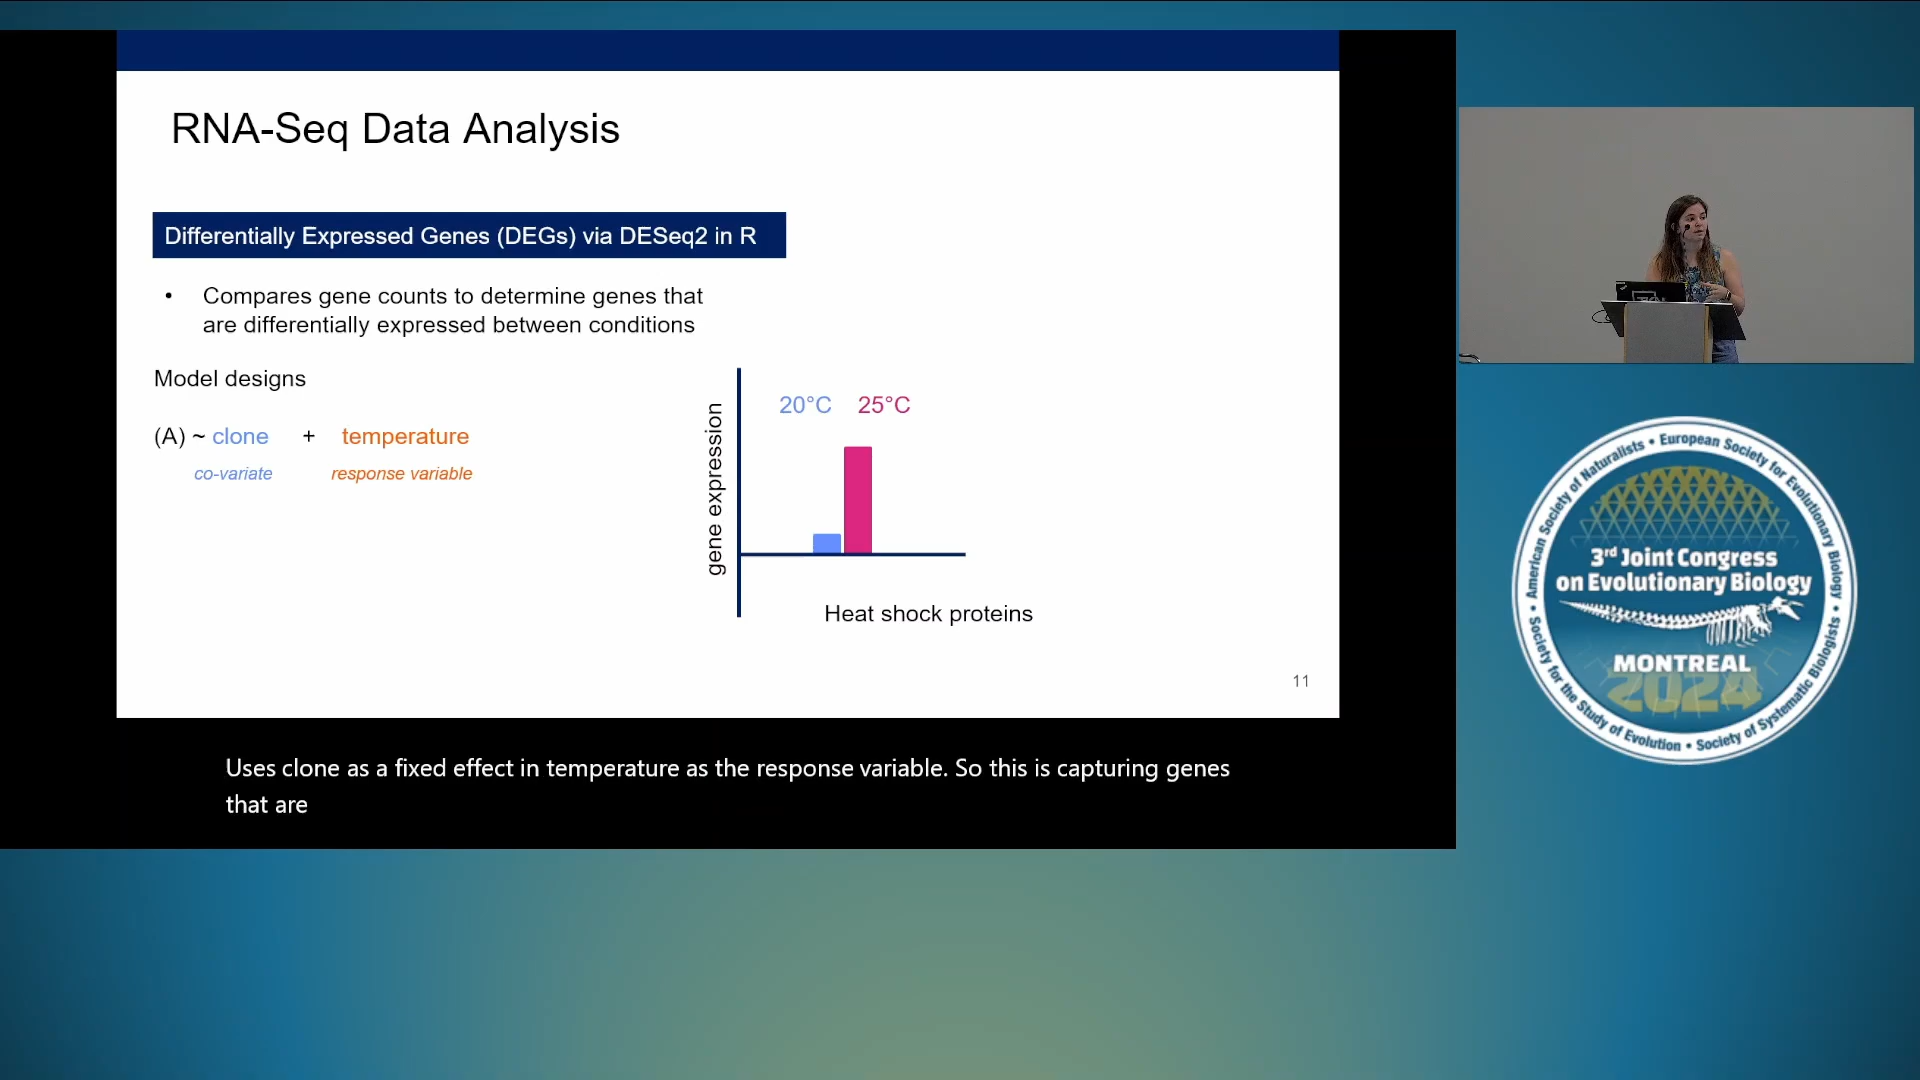 RNA-Seq Data Analysis
Differentially Expressed Genes (DEGs) via DESeq2 in R
• Compares gene counts to determine genes that
are differentially expressed between conditions
Model designs
(A) ~ clone + temperature
co-variate response variable
gene expression
20°C 25°C
Heat shock proteins
11
Uses clone as a fixed effect in temperature as the response variable. So this is capturing genes
that are
American Society of Naturalists • European Society for Evolutionary Biology •
Society for the Study of Evolution • Society of Systematic Biologists •
3rd Joint Congress
on Evolutionary Biology
MONTREAL
2024